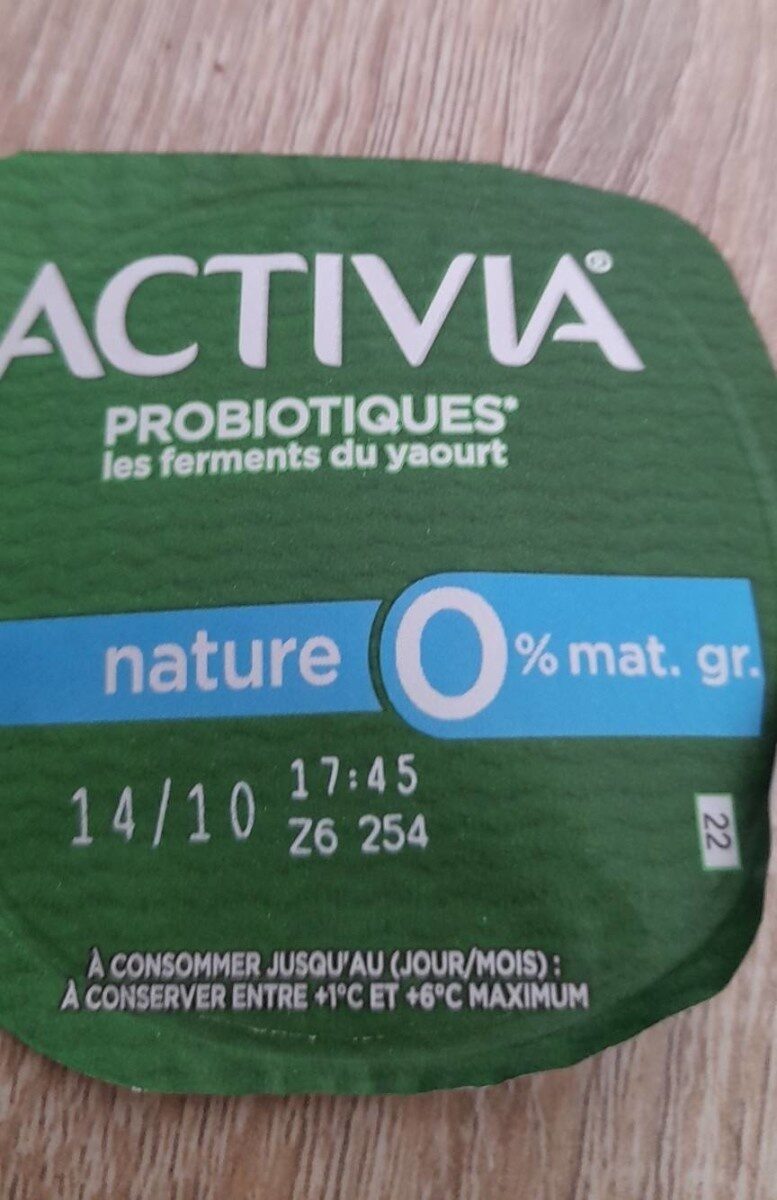 ACTIVIA®
PROBIOTIQUES*
les ferments du yaourt
nature 0% mat. gr.
14/10 17:45
Z6 254
22
À CONSOMMER JUSQU'AU (JOUR/MOIS) :
À CONSERVER ENTRE +1°C ET +6°C MAXIMUM